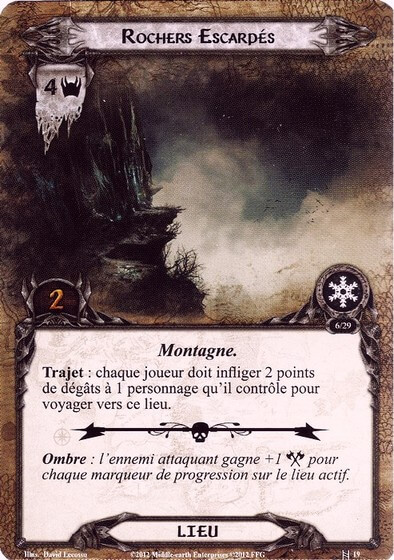 Rochers Escardés
4
2
6/29
Montagne.
Trajet : chaque joueur doit infliger 2 points
de dégâts à 1 personnage qu'il contrôle pour
voyager vers ce lieu.
Ombre : l'ennemi attaquant gagne +1 pour
chaque marqueur de progression sur le lieu actif.
LIEU
Illus. David Lecossu
©2012 Middle-earth Enterprises ©2012 FFG
19